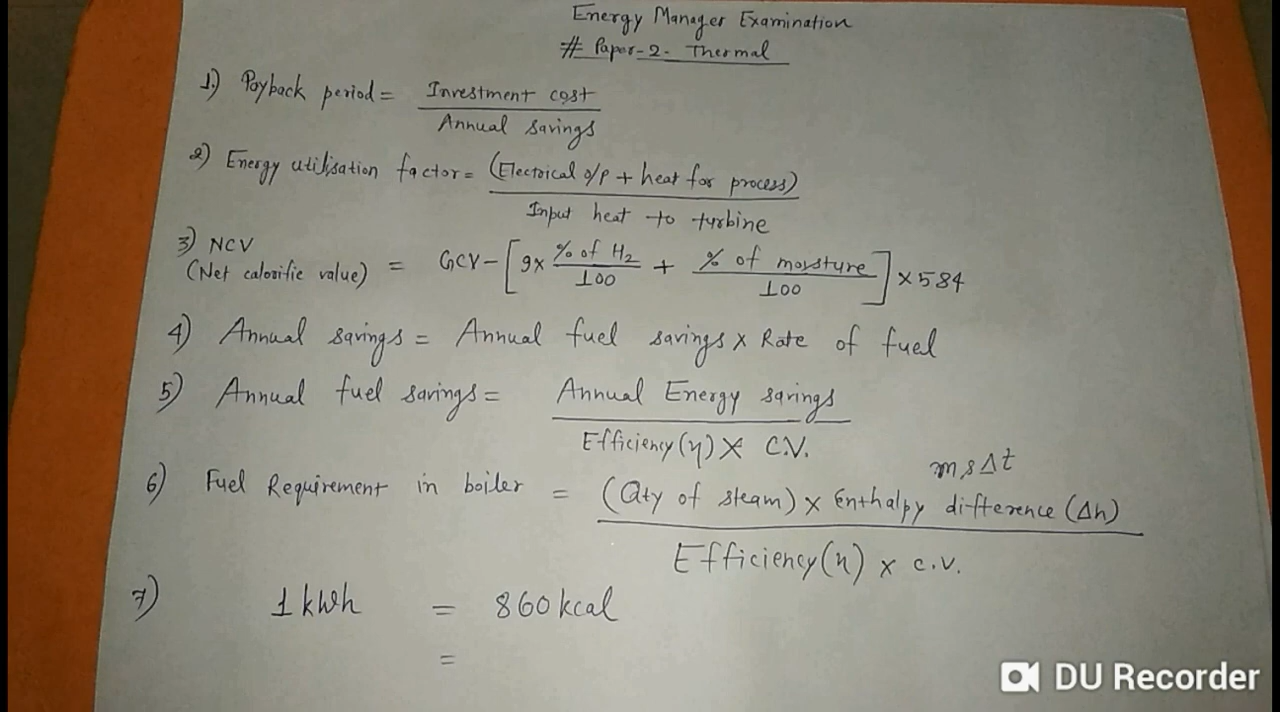 Energy Manager Examination
# Paper-2- Thermal
1.) Payback period = Investment cost / Annual savings
2) Energy utilisation factor = (Electrical o/p + heat for process) / Input heat to turbine
3) NCV
(Net calorific value) = GCV - [9x % of H2 / 100 + % of moisture / 100] x 584
4) Annual savings = Annual fuel savings x Rate of fuel
5) Annual fuel savings = Annual Energy savings / Efficiency (η) x C.V.
m s Δt
6) Fuel Requirement in boiler = (Qty of steam) x Enthalpy difference (Δh) / Efficiency (η) x c.v.
7) 1 kWh = 860 kcal
=
DU Recorder